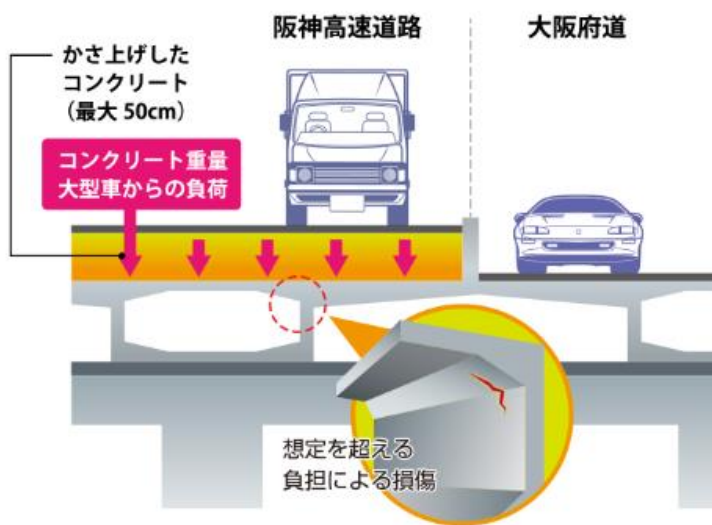 阪神高速道路
大阪府道
かさ上げした
コンクリート
（最大 50cm）
コンクリート重量
大型車からの負荷
想定を超える
負担による損傷